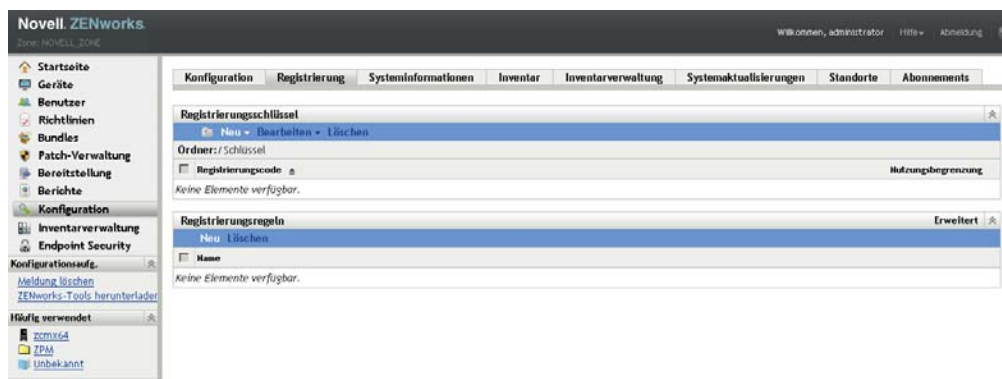 Novell ZENworks.
Zone: NOVELL_ZONE
Willkommen, administrator Hilfe Abmeldung
Startseite
Geräte
Benutzer
Richtlinien
Bundles
Patch-Verwaltung
Bereitstellung
Berichte
Konfiguration
Inventarverwaltung
Endpoint Security
Konfigurationsaufg.
Meldung löschen
ZENworks-Tools herunterlader
Häufig verwendet
zcmx64
ZPM
Unbekannt
Konfiguration Registrierung Systeminformationen Inventar Inventarverwaltung Systemaktualisierungen Standorte Abonnements
Registrierungsschlüssel
Neu Bearbeiten Löschen
Ordner: / Schlüssel
Registrierungscode Nutzungsbegrenzung
Keine Elemente verfügbar.
Registrierungsregeln Erweitert
Neu Löschen
Name
Keine Elemente verfügbar.